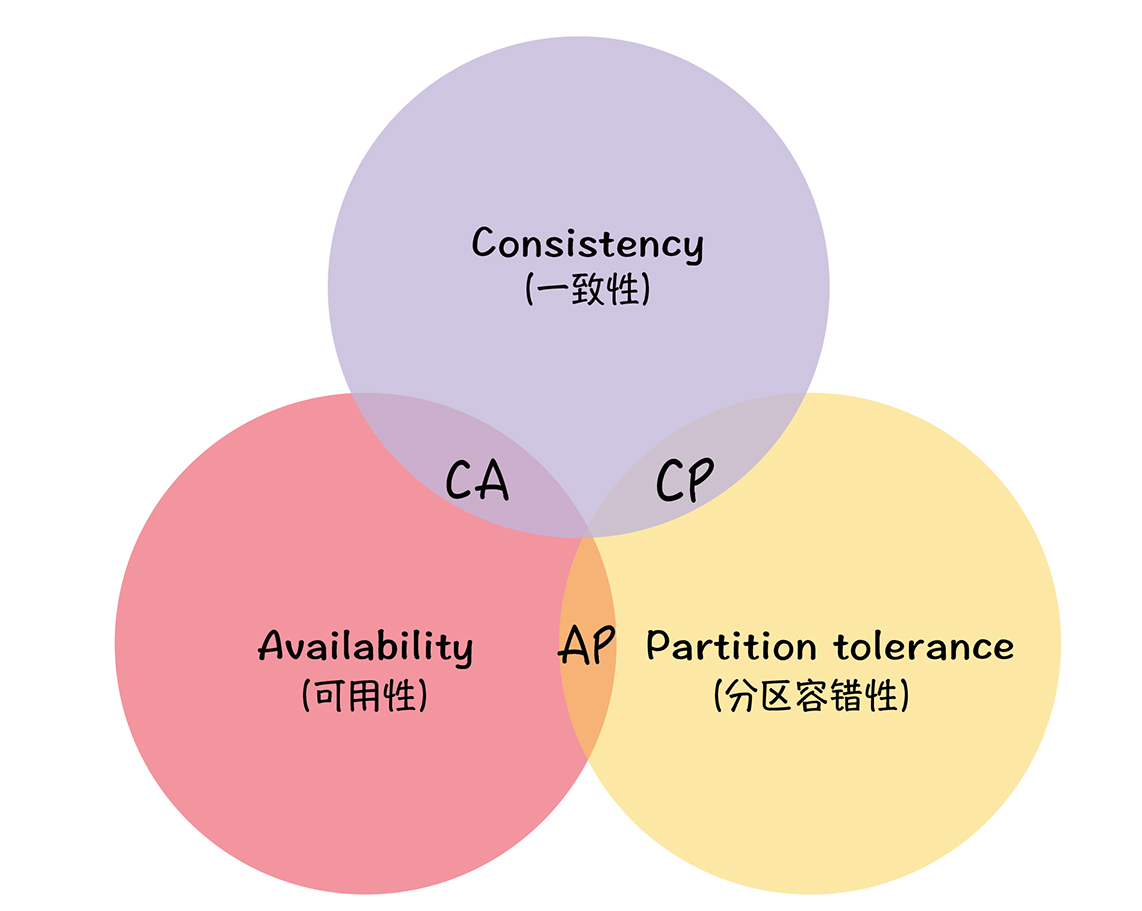 Consistency
(一致性)
CA
CP
Availability
(可用性)
AP
Partition tolerance
(分区容错性)